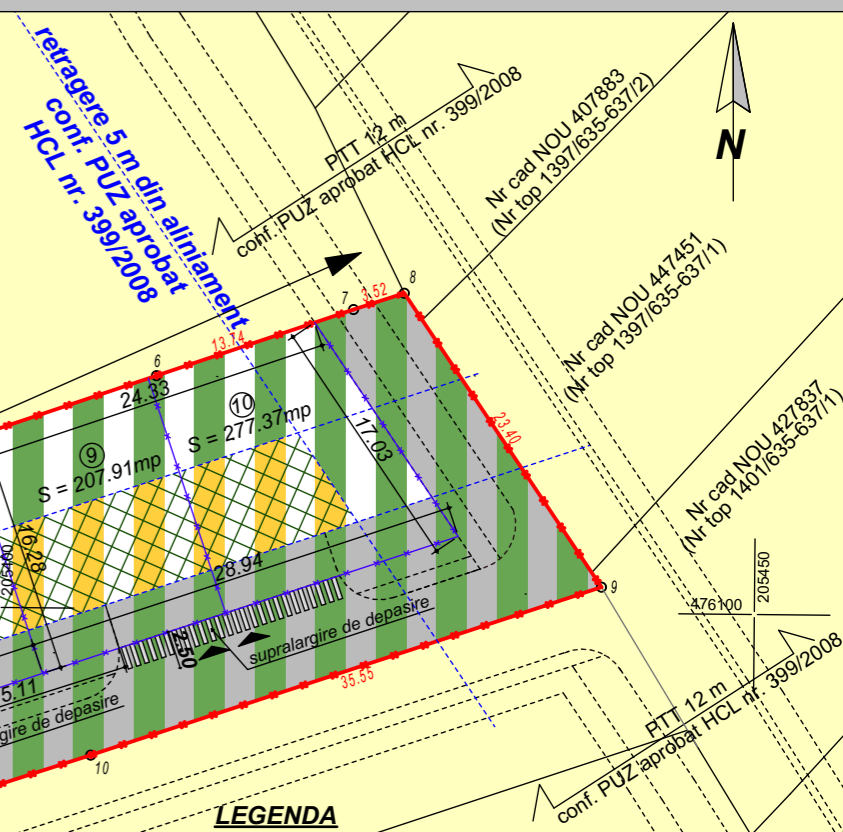 retragere 5 m din aliniament
conf. PUZ aprobat
HCL nr. 399/2008
PTT 12 m
conf. PUZ aprobat HCL nr. 399/2008
Nr cad NOU 407883
(Nr top 1397/635-637/2)
N
Nr cad NOU 447451
(Nr top 1397/635-637/1)
Nr cad NOU 427837
(Nr top 1401/635-637/1)
8
7
3.52
13.74
6
24.33
10
S = 277.37mp
9
S = 207.91mp
17.03
23.40
16.28
205400
28.94
9
205450
476100
2.50
supralargire de depasire
35.55
5.11
gire de depasire
10
PTT 12 m
conf. PUZ aprobat HCL nr. 399/2008
LEGENDA